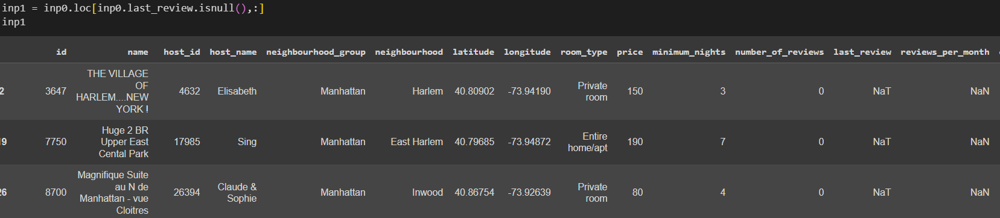 inp1 = inp0.loc[inp0.last_review.isnull(),:]
inp1
id name host_id host_name neighbourhood_group neighbourhood latitude longitude room_type price minimum_nights number_of_reviews last_review reviews_per_month
2 3647 THE VILLAGE OF HARLEM....NEW YORK ! 4632 Elisabeth Manhattan Harlem 40.80902 -73.94190 Private room 150 3 0 NaT NaN
19 7750 Huge 2 BR Upper East Cental Park 17985 Sing Manhattan East Harlem 40.79685 -73.94872 Entire home/apt 190 7 0 NaT NaN
26 8700 Magnifique Suite au N de Manhattan - vue Cloitres 26394 Claude & Sophie Manhattan Inwood 40.86754 -73.92639 Private room 80 4 0 NaT NaN